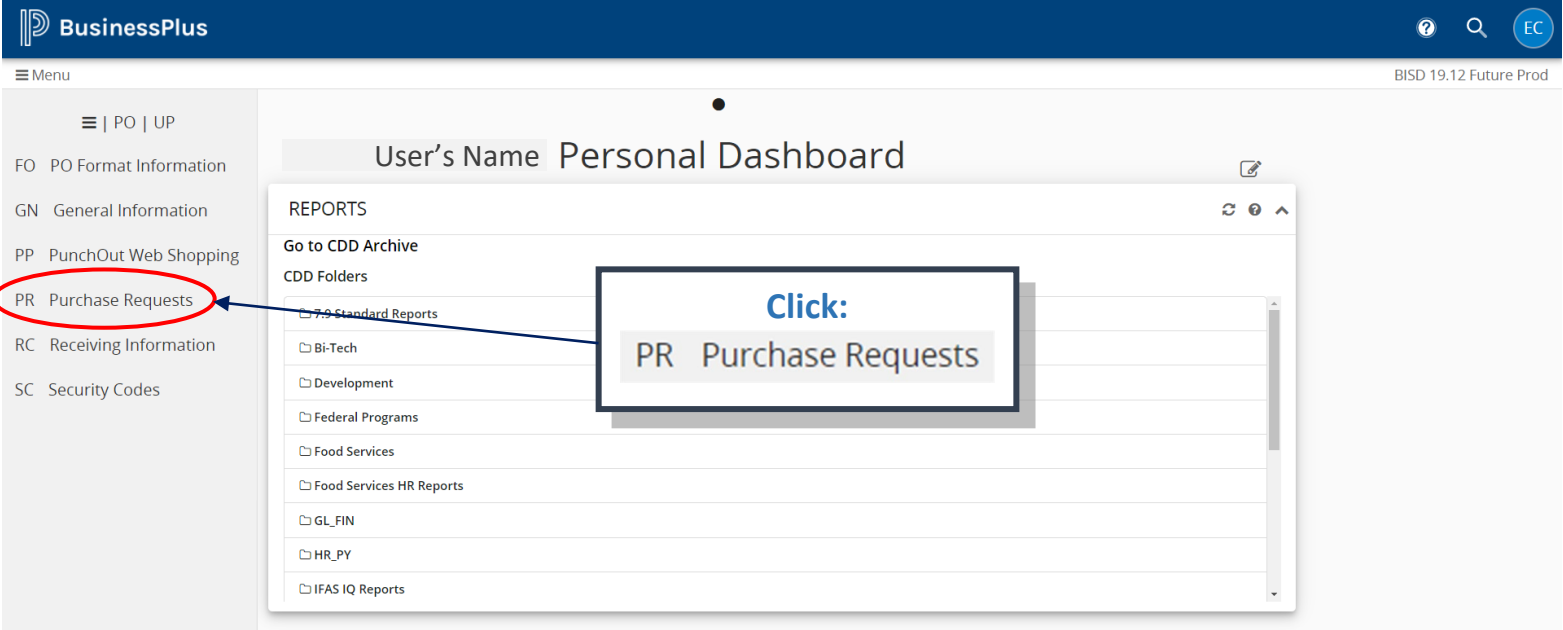 BusinessPlus
EC
Menu
BISD 19.12 Future Prod
| PO | UP
FO PO Format Information
GN General Information
PP PunchOut Web Shopping
PR Purchase Requests
RC Receiving Information
SC Security Codes
User's Name Personal Dashboard
REPORTS
Go to CDD Archive
CDD Folders
7.9 Standard Reports
Bi-Tech
Development
Federal Programs
Food Services
Food Services HR Reports
GL_FIN
HR_PY
IFAS IQ Reports
Click:
PR Purchase Requests